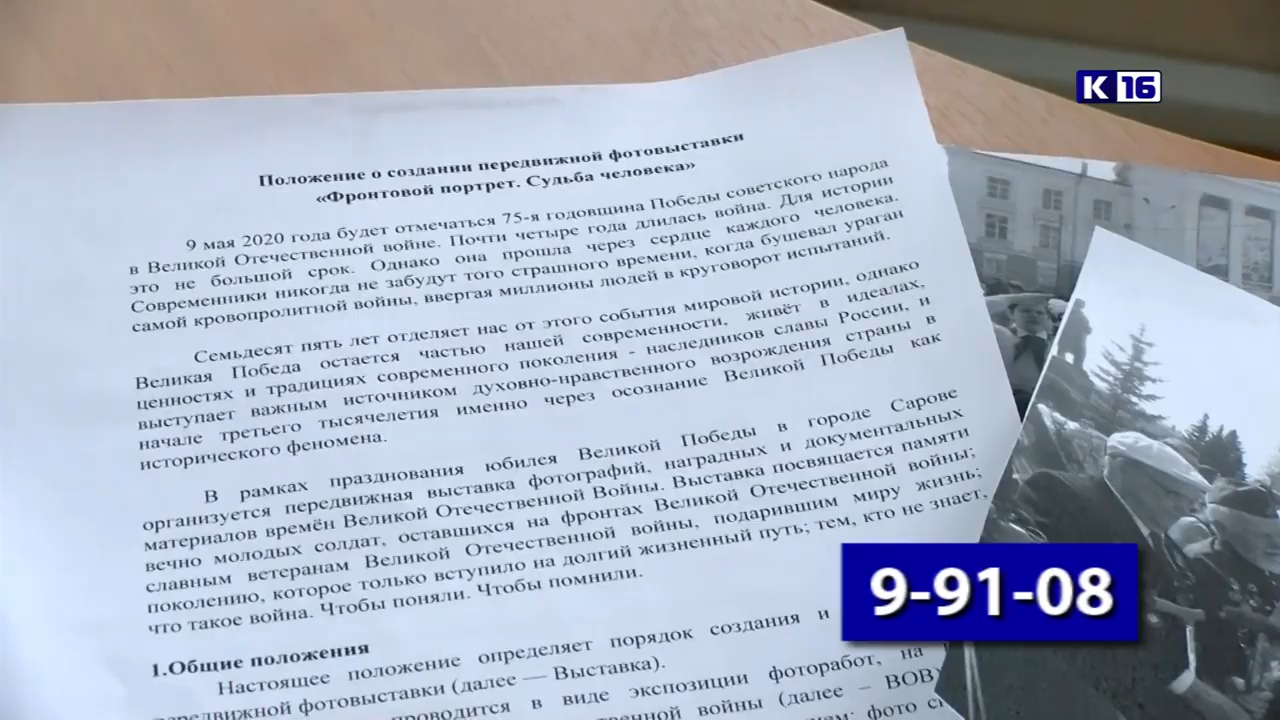 К 16
Положение о создании передвижной фотовыставки
«Фронтовой портрет. Судьба человека»
9 мая 2020 года будет отмечаться 75-я годовщина Победы советского народа
в Великой Отечественной войне. Почти четыре года длилась война. Для истории
это не большой срок. Однако она прошла через сердце каждого человека.
Современники никогда не забудут того страшного времени, когда бушевал ураган
самой кровопролитной войны, ввергая миллионы людей в круговорот испытаний.
Семьдесят пять лет отделяет нас от этого события мировой истории, однако
Великая Победа остается частью нашей современности, живёт в идеалах,
ценностях и традициях современного поколения - наследников славы России, и
выступает важным источником духовно-нравственного возрождения страны в
начале третьего тысячелетия именно через осознание Великой Победы как
исторического феномена.
В рамках празднования юбилея Великой Победы в городе Сарове
организуется передвижная выставка фотографий, наградных и документальных
материалов времён Великой Отечественной Войны. Выставка посвящается памяти
вечно молодых солдат, оставшихся на фронтах Великой Отечественной войны;
славным ветеранам Великой Отечественной войны, подарившим миру жизнь;
поколению, которое только вступило на долгий жизненный путь; тем, кто не знает,
что такое война. Чтобы поняли. Чтобы помнили.
9-91-08
1.Общие положения
Настоящее положение определяет порядок создания и
передвижной фотовыставки (далее — Выставка).
проводится в виде экспозиции фоторабот, на
войны (далее – ВОВ)
фото